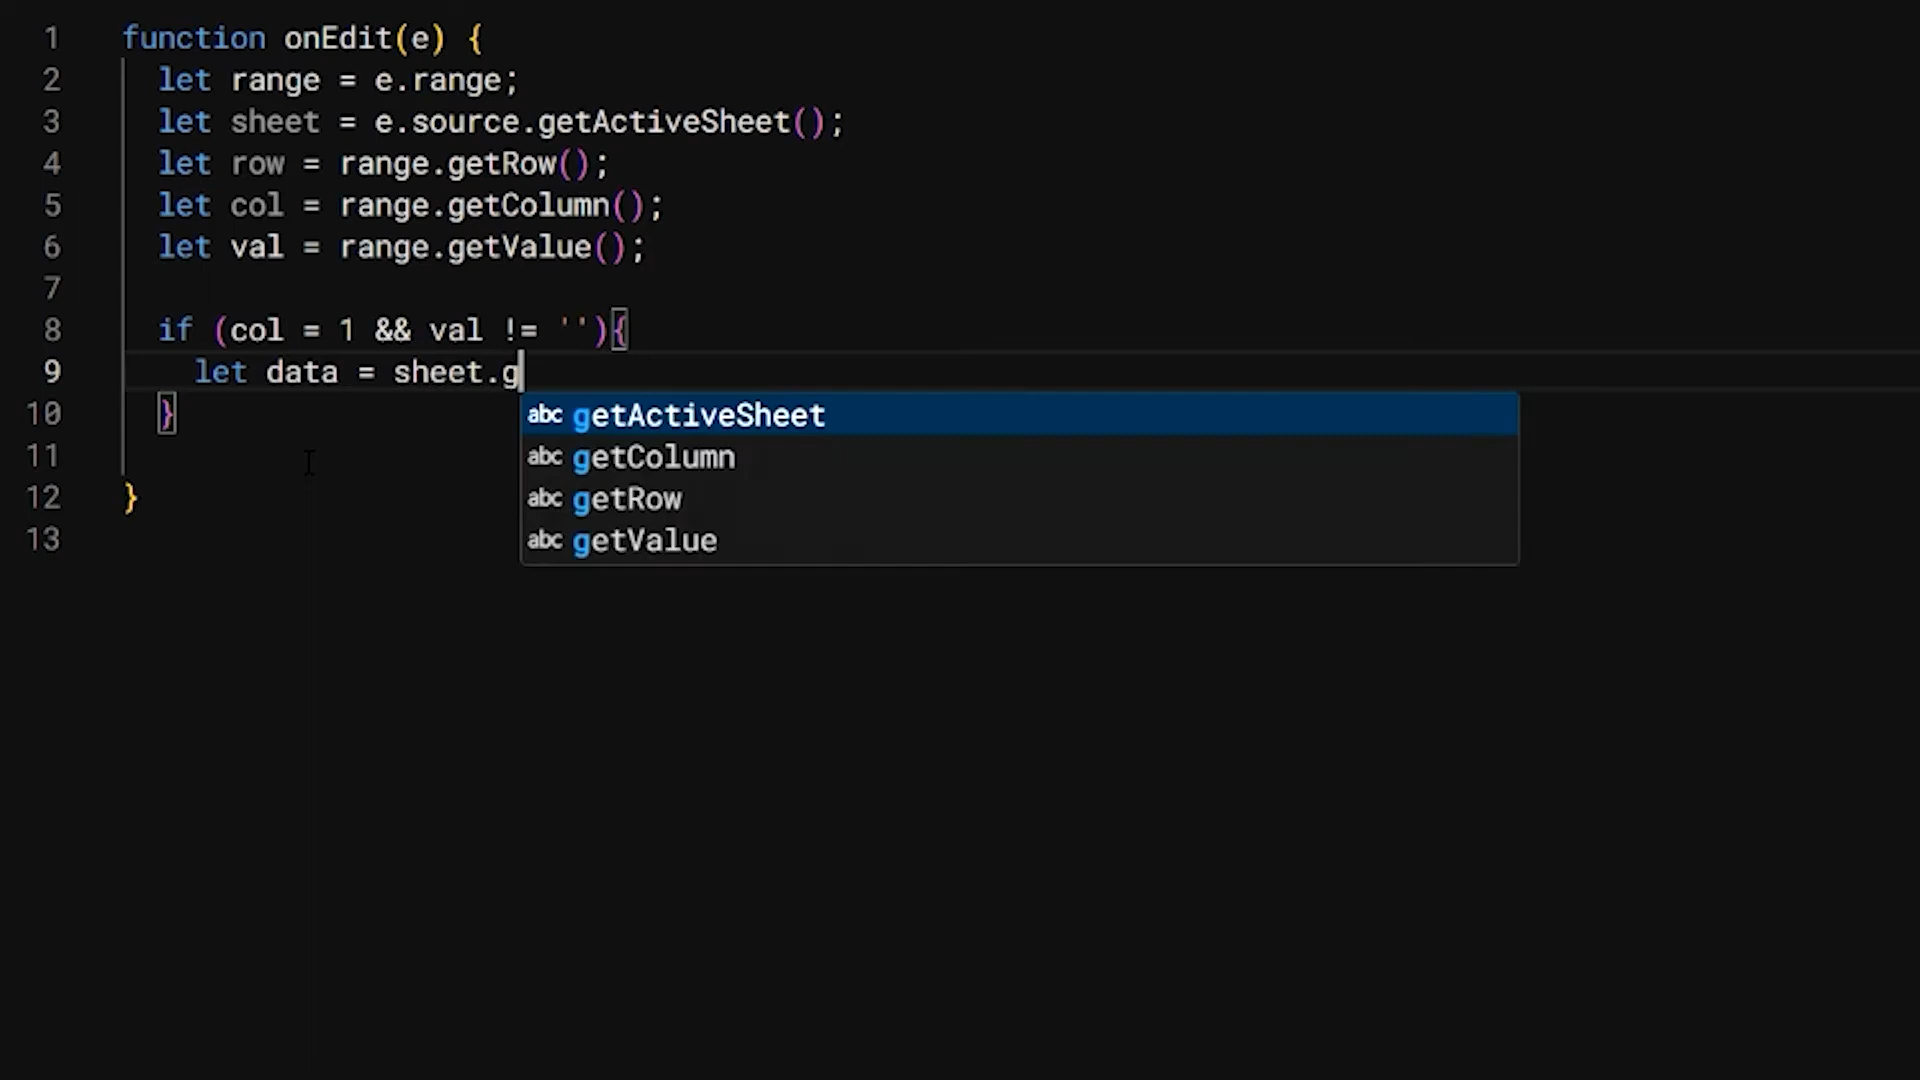 1 function onEdit(e) {
2 let range = e.range;
3 let sheet = e.source.getActiveSheet();
4 let row = range.getRow();
5 let col = range.getColumn();
6 let val = range.getValue();
7
8 if (col = 1 && val != ''){
9 let data = sheet.g
10 }
abc getActiveSheet
11
abc getColumn
12 }
abc getRow
13
abc getValue